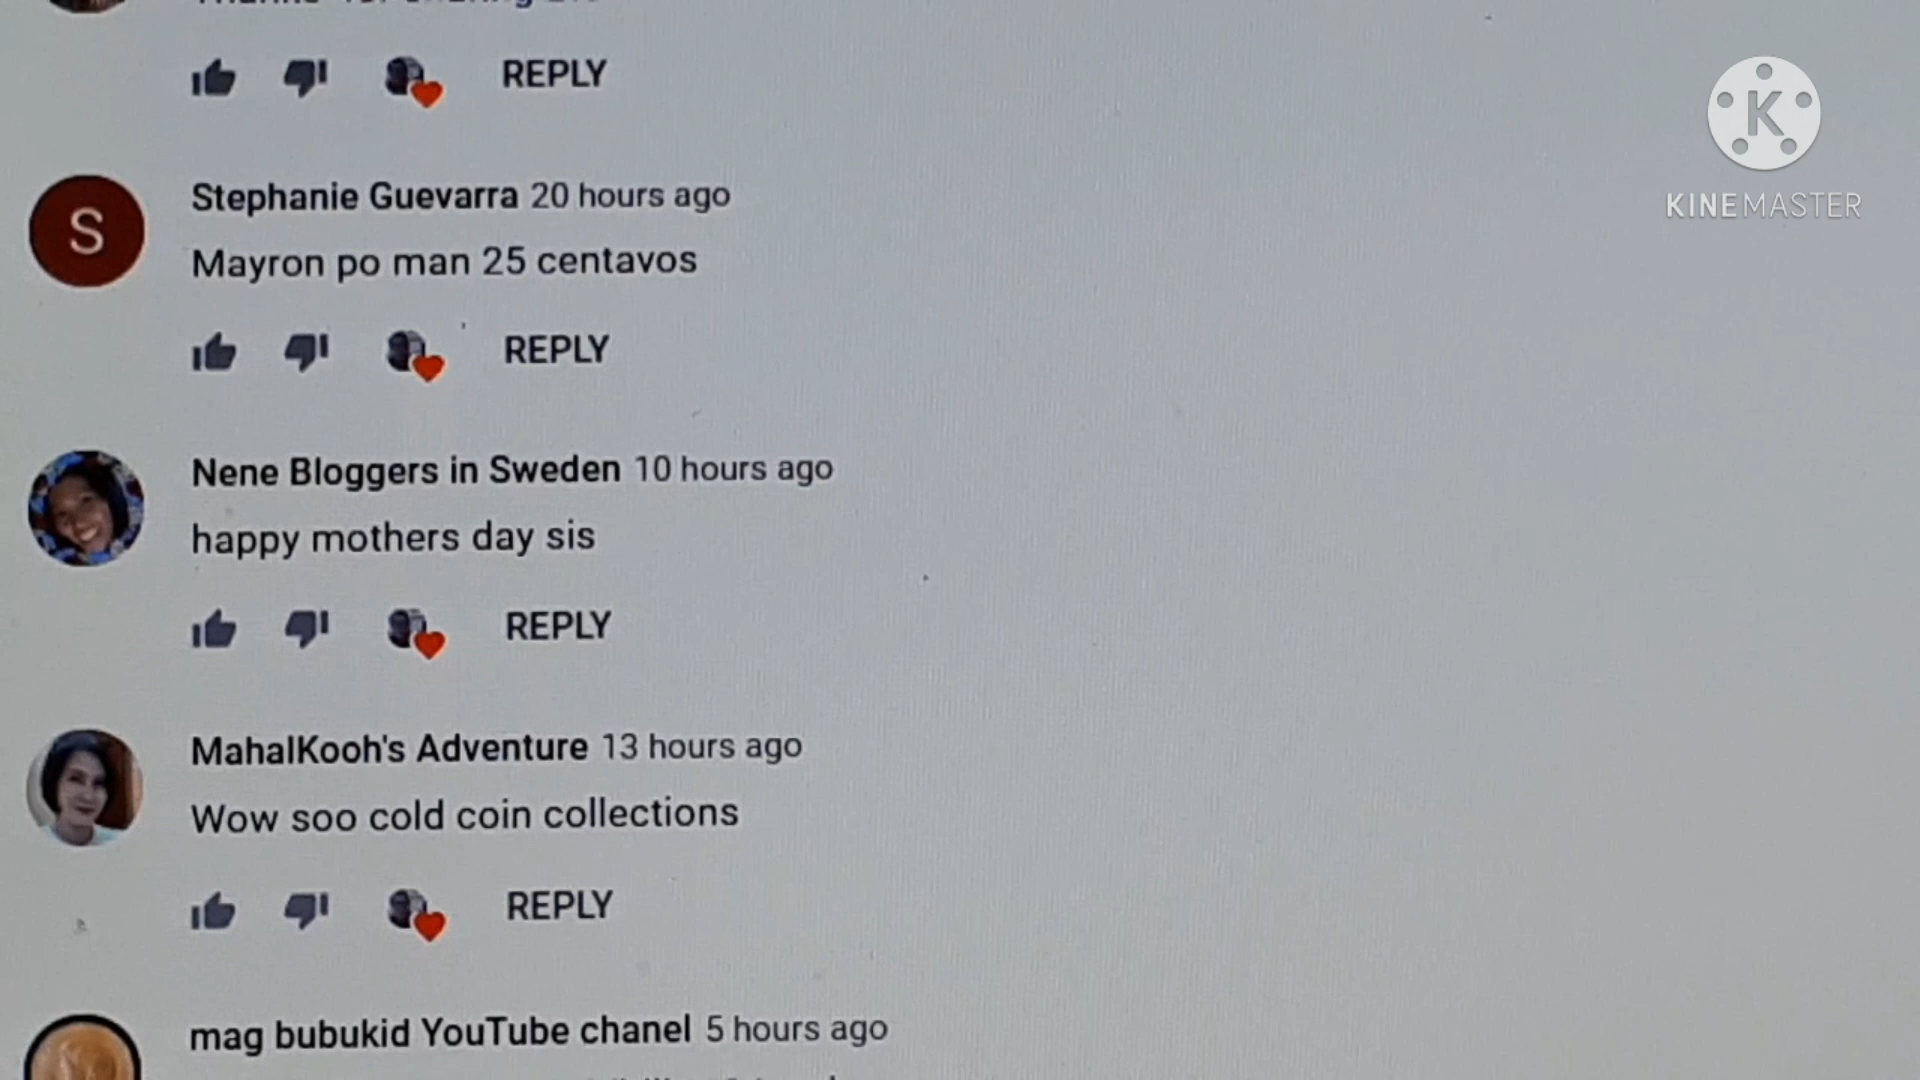 REPLY
S
Stephanie Guevarra 20 hours ago
Mayron po man 25 centavos
REPLY
Nene Bloggers in Sweden 10 hours ago
happy mothers day sis
REPLY
MahalKooh's Adventure 13 hours ago
Wow soo cold coin collections
REPLY
mag bubukid YouTube chanel 5 hours ago
K
KINEMASTER